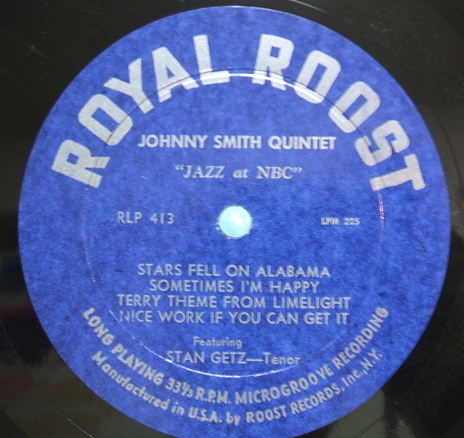 ROYAL ROOST
JOHNNY SMITH QUINTET
"JAZZ at NBC"
RLP 413 LPM 225
STARS FELL ON ALABAMA
SOMETIMES I'M HAPPY
TERRY THEME FROM LIMELIGHT
NICE WORK IF YOU CAN GET IT
Featuring
STAN GETZ—Tenor
LONG PLAYING 33⅓ R.P.M. MICROGROOVE RECORDING
Manufactured in U.S.A. by ROOST RECORDS, Inc., N.Y.